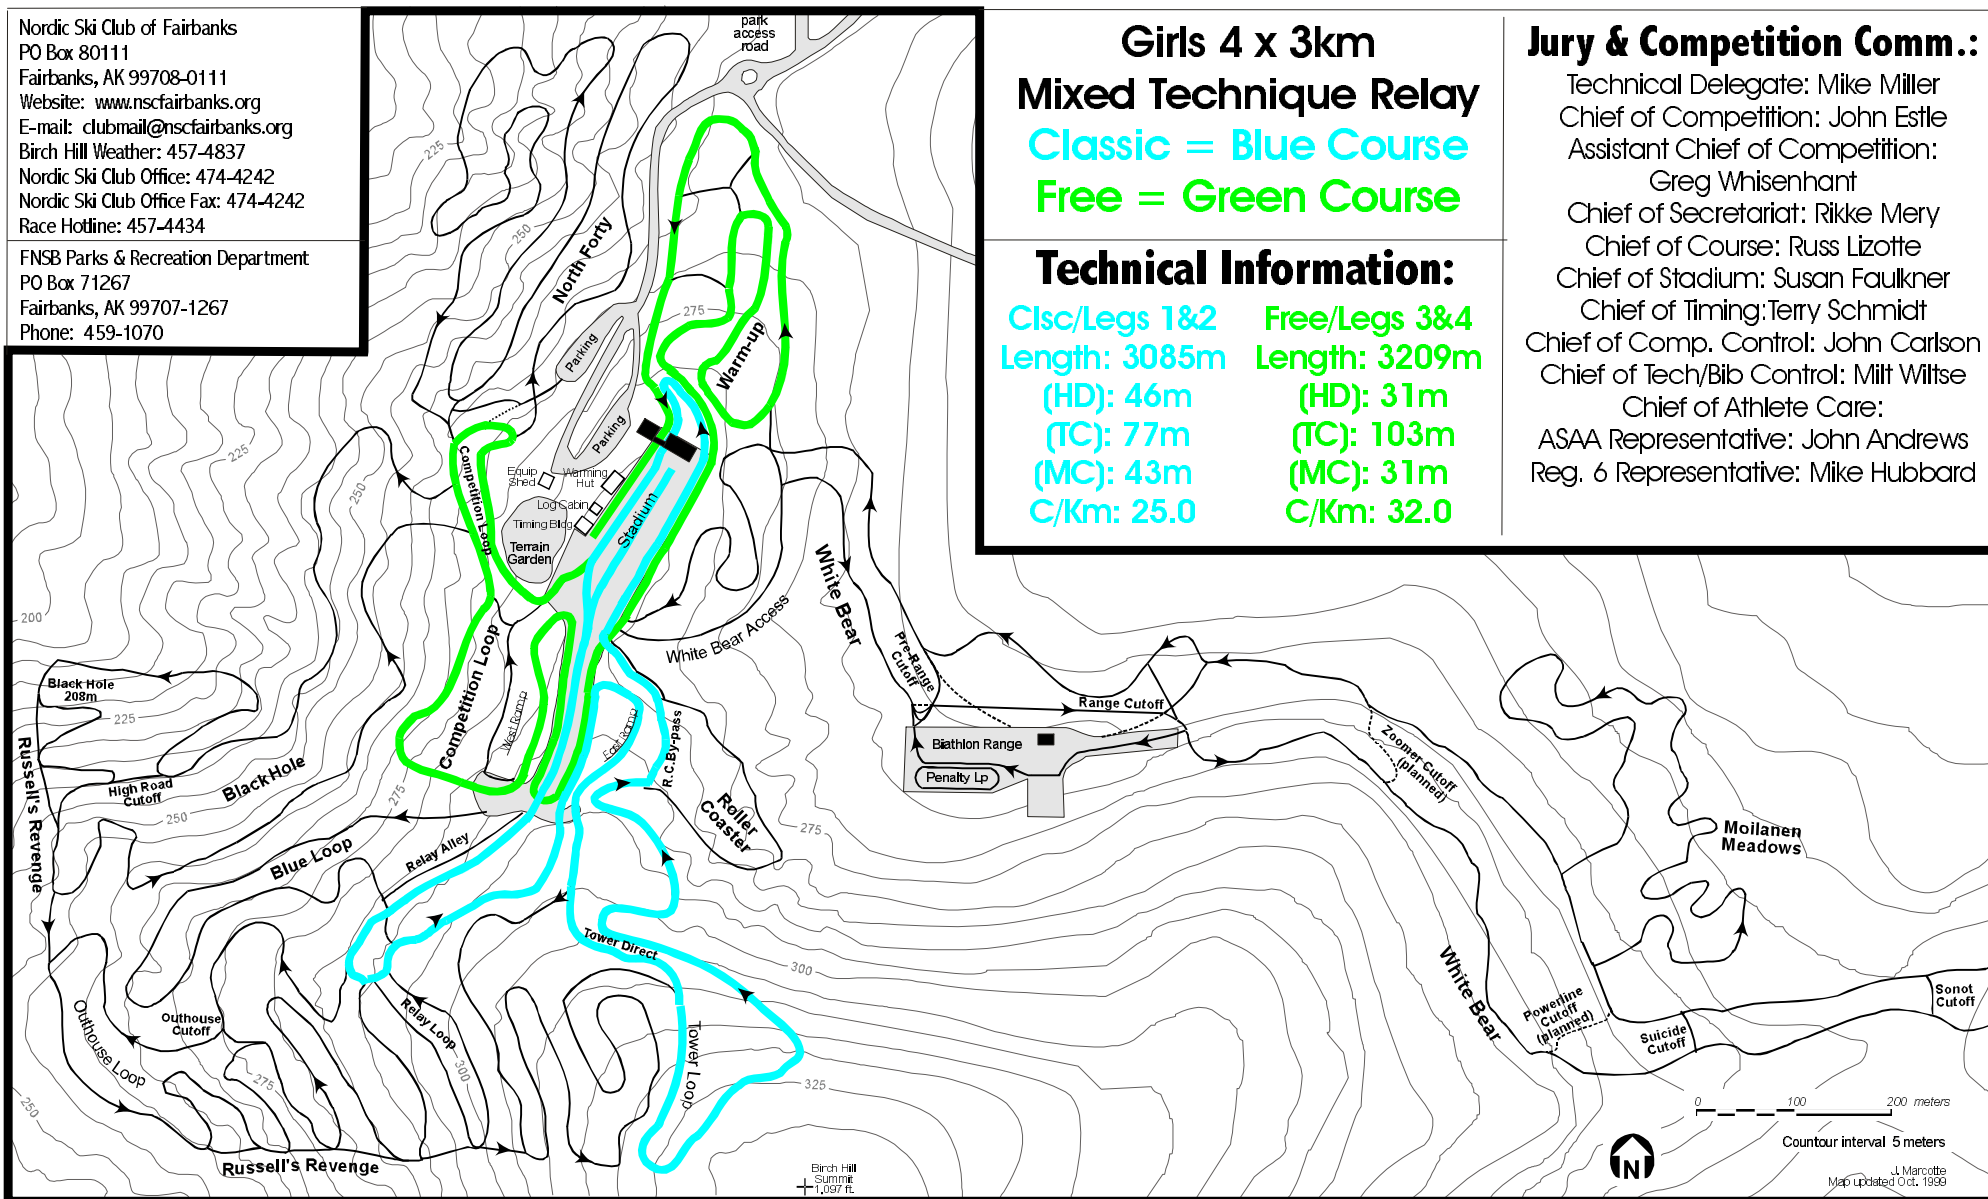 Nordic Ski Club of Fairbanks
PO Box 80111
Fairbanks, AK 99708-0111
Website: www.nscfairbanks.org
E-mail: clubmail@nscfairbanks.org
Birch Hill Weather: 457-4837
Nordic Ski Club Office: 474-4242
Nordic Ski Club Office Fax: 474-4242
Race Hotline: 457-4434
FNSB Parks & Recreation Department
PO Box 71267
Fairbanks, AK 99707-1267
Phone: 459-1070
Girls 4 x 3km
Mixed Technique Relay
Classic = Blue Course
Free = Green Course
Technical Information:
Clsc/Legs 1&2
Length: 3085m
(HD): 46m
(TC): 77m
(MC): 43m
C/Km: 25.0
Free/Legs 3&4
Length: 3209m
(HD): 31m
(TC): 103m
(MC): 31m
C/Km: 32.0
Jury & Competition Comm.:
Technical Delegate: Mike Miller
Chief of Competition: John Estle
Assistant Chief of Competition:
Greg Whisenhant
Chief of Secretariat: Rikke Mery
Chief of Course: Russ Lizotte
Chief of Stadium: Susan Faulkner
Chief of Timing:Terry Schmidt
Chief of Comp. Control: John Carlson
Chief of Tech/Bib Control: Milt Wiltse
Chief of Athlete Care:
ASAA Representative: John Andrews
Reg. 6 Representative: Mike Hubbard
park
access
road
225
250
North Forty
275
Parking
Warm-up
Parking
225
250
Competition Loop
Equip
Shed
Warming
Hut
Log Cabin
Timing Bldg
Stadium
Terrain
Garden
200
White Bear Access
White Bear
Pre-Range
Cutoff
Black Hole
208m
225
Competition Loop
West Ramp
East Ramp
R.C. By-pass
Range Cutoff
Biathlon Range
Penalty Lp
Zoomer Cutoff
(planned)
Russell's Revenge
High Road
Cutoff
Black Hole
275
250
Roller
Coaster
275
Moilanen
Meadows
Blue Loop
Relay Alley
Tower Direct
300
White Bear
Outhouse Loop
Outhouse
Cutoff
Relay Loop
Tower Loop
Powerline
Cutoff
(planned)
Suicide
Cutoff
Sonot
Cutoff
275
300
325
250
Russell's Revenge
Birch Hill
Summit
1,097 ft.
0 100 200 meters
N
Countour interval 5 meters
J. Marcotte
Map updated Oct. 1999